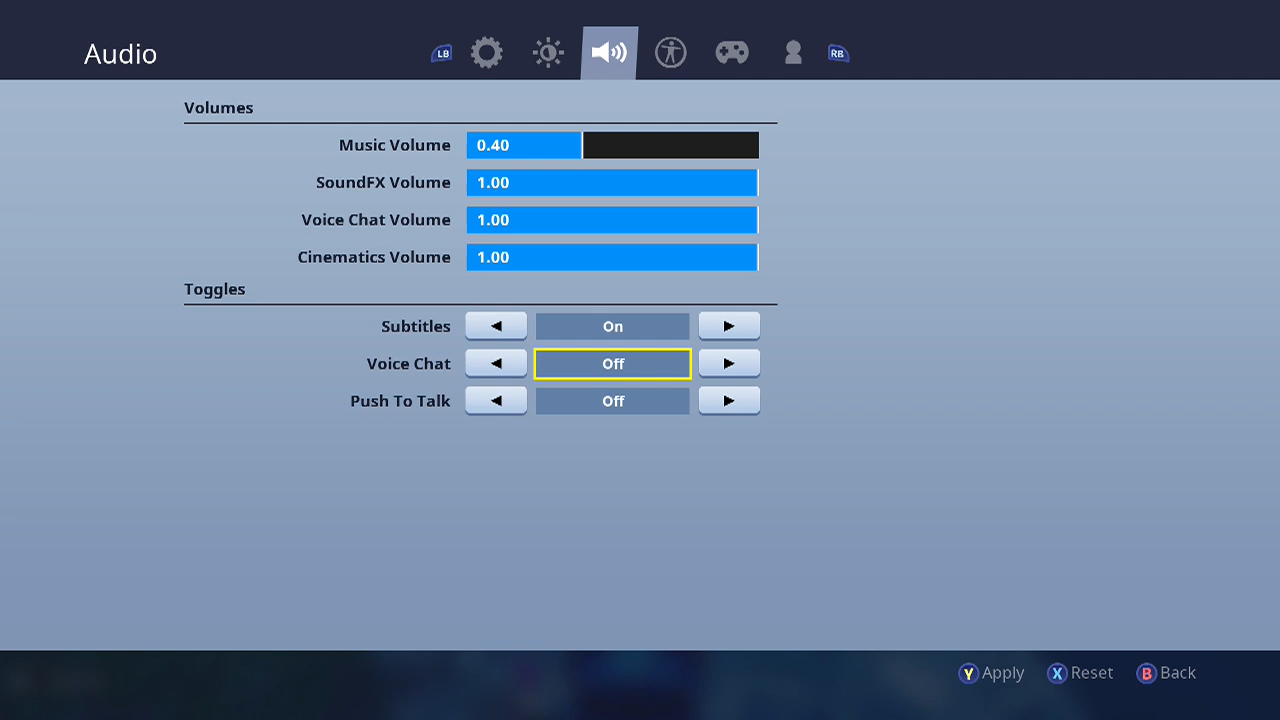 Audio
LB
RB
Volumes
Music Volume 0.40
SoundFX Volume 1.00
Voice Chat Volume 1.00
Cinematics Volume 1.00
Toggles
Subtitles On
Voice Chat Off
Push To Talk Off
Y Apply X Reset B Back